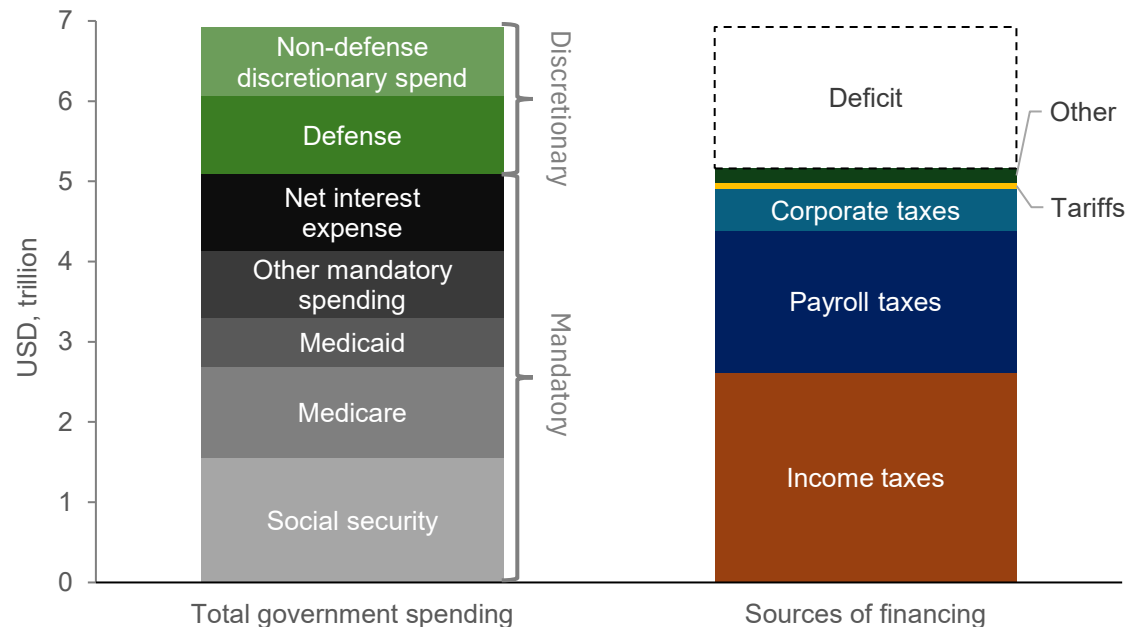 USD, trillion
7
6
5
4
3
2
1
0
Non-defense
discretionary spend
Defense
Net interest
expense
Other mandatory
spending
Medicaid
Medicare
Social security
Discretionary
Mandatory
Deficit
Other
Tariffs
Corporate taxes
Payroll taxes
Income taxes
Total government spending
Sources of financing